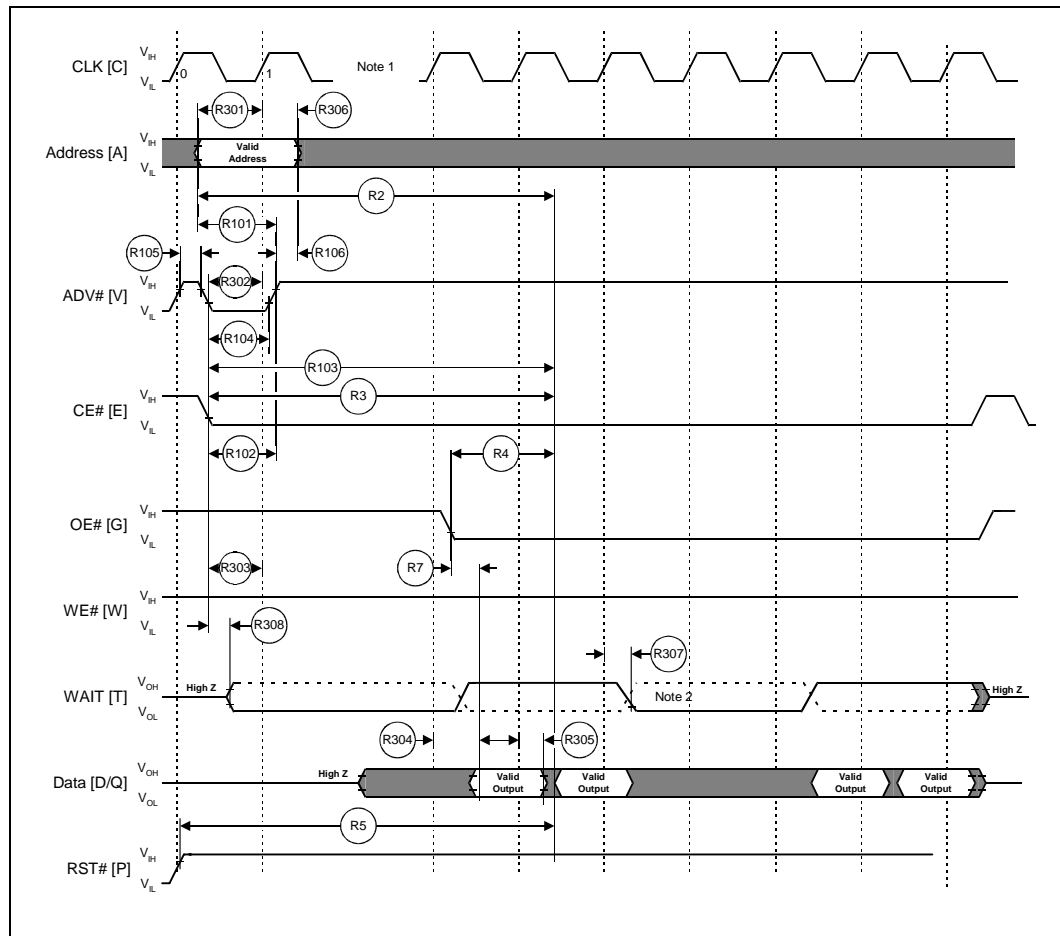 CLK [C]
VIH
VIL
0
1
Note 1
R301
R306
Address [A]
VIH
VIL
Valid
Address
R2
R101
R105
R106
ADV# [V]
VIH
VIL
R302
R104
R103
CE# [E]
VIH
VIL
R3
R102
R4
OE# [G]
VIH
VIL
R303
R7
WE# [W]
VIH
VIL
R308
R307
WAIT [T]
VOH
VOL
High Z
Note 2
High Z
R304
R305
Data [D/Q]
VOH
VOL
High Z
Valid
Output
Valid
Output
Valid
Output
Valid
Output
R5
RST# [P]
VIH
VIL